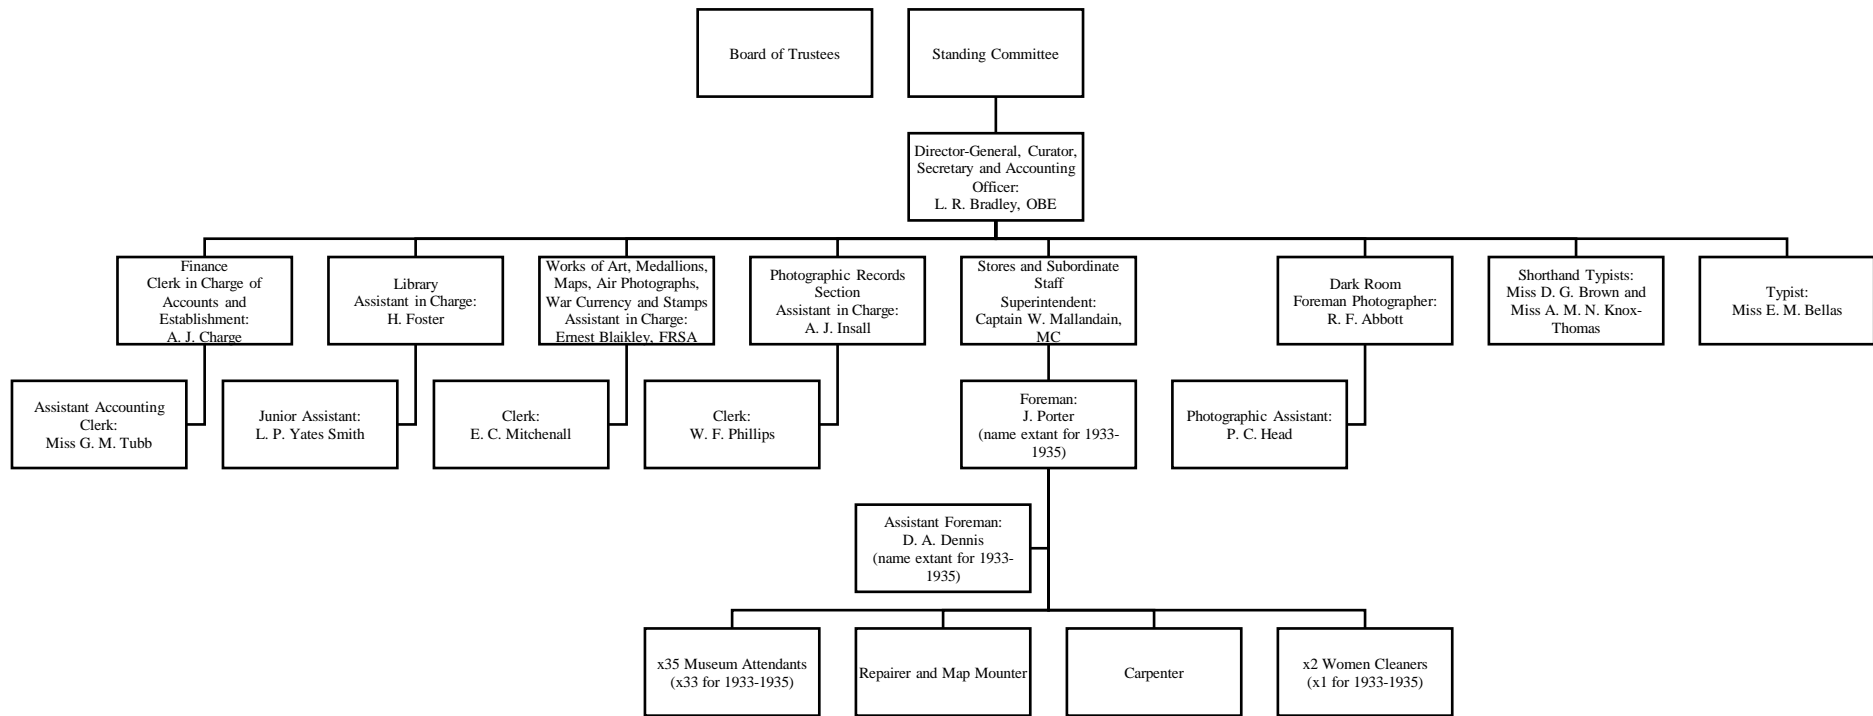 Board of Trustees
Standing Committee
Director-General, Curator,
Secretary and Accounting
Officer:
L. R. Bradley, OBE
Finance
Clerk in Charge of
Accounts and
Establishment:
A. J. Charge
Library
Assistant in Charge:
H. Foster
Works of Art, Medallions,
Maps, Air Photographs,
War Currency and Stamps
Assistant in Charge:
Ernest Blaikley, FRSA
Photographic Records
Section
Assistant in Charge:
A. J. Insall
Stores and Subordinate
Staff
Superintendent:
Captain W. Mallandain,
MC
Dark Room
Foreman Photographer:
R. F. Abbott
Shorthand Typists:
Miss D. G. Brown and
Miss A. M. N. Knox-
Thomas
Typist:
Miss E. M. Bellas
Assistant Accounting
Clerk:
Miss G. M. Tubb
Junior Assistant:
L. P. Yates Smith
Clerk:
E. C. Mitchenall
Clerk:
W. F. Phillips
Foreman:
J. Porter
(name extant for 1933-
1935)
Photographic Assistant:
P. C. Head
Assistant Foreman:
D. A. Dennis
(name extant for 1933-
1935)
x35 Museum Attendants
(x33 for 1933-1935)
Repairer and Map Mounter
Carpenter
x2 Women Cleaners
(x1 for 1933-1935)